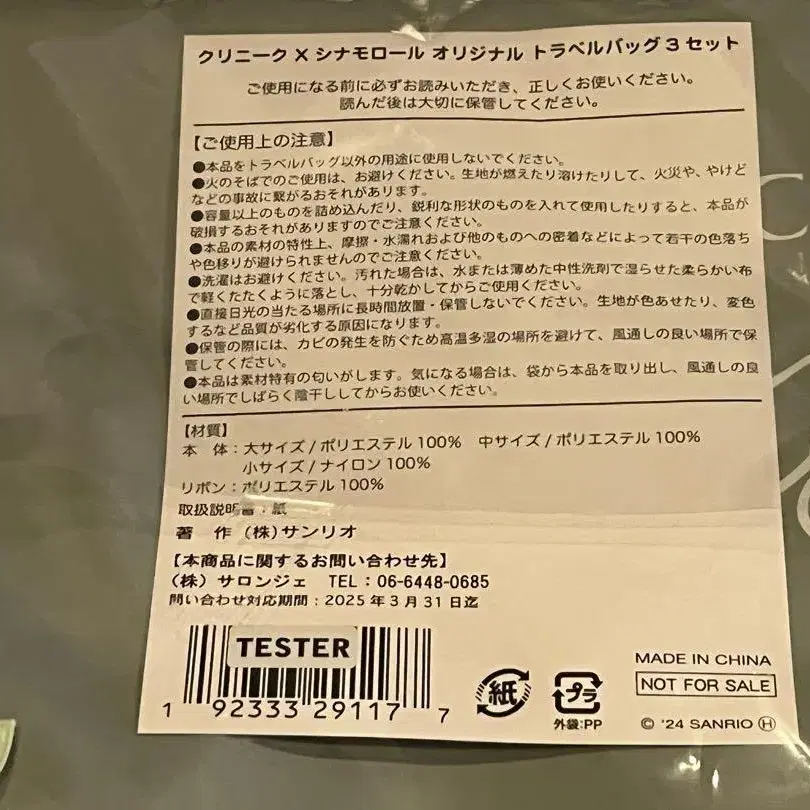 クリニーク X シナモロール オリジナル トラベルバッグ 3 セット
ご使用になる前に必ずお読みいただき、正しくお使いください。
読んだ後は大切に保管してください。
【ご使用上の注意】
●本品をトラベルバッグ以外の用途に使用しないでください。
●火のそばでのご使用は、お避けください。生地が燃えたり溶けたりして、火災や、やけど
などの事故に繋がるおそれがあります。
●容量以上のものを詰め込んだり、鋭利な形状のものを入れて使用したりすると、本品が
破損するおそれがありますのでご注意ください。
●本品の素材の特性上、摩擦・水濡れおよび他のものへの密着などによって若干の色落ち
や色移りが避けられませんのでご注意ください。
●洗濯はお避けください。汚れた場合は、水または薄めた中性洗剤で湿らせた柔らかい布
で軽くたたくように落とし、十分乾かしてからご使用ください。
●直接日光の当たる場所に長時間放置・保管しないでください。生地が色あせたり、変色
するなど品質が劣化する原因になります。
●保管の際には、カビの発生を防ぐため高温多湿の場所を避けて、風通しの良い場所で保
管してください。
●本品は素材特有の匂いがします。気になる場合は、袋から本品を取り出し、風通しの良
い場所でしばらく陰干ししてからお使いください。
【材質】
本 体：大サイズ / ポリエステル 100% 中サイズ / ポリエステル 100%
小サイズ / ナイロン 100%
リボン：ポリエステル 100%
取扱説明書：紙
著 作 (株) サンリオ
【本商品に関するお問い合わせ先】
(株) サロンジェ TEL：06-6448-0685
問い合わせ対応期間：2025 年 3 月 31 日迄
TESTER
1 92333 29117 7
紙
プラ
外袋:PP
MADE IN CHINA
NOT FOR SALE
© '24 SANRIO Ⓗ
C